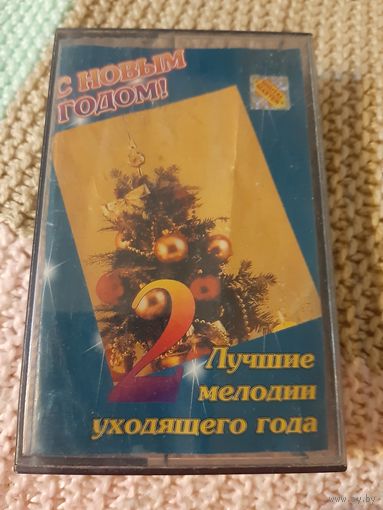 С НОВЫМ
ГОДОМ!
2
Лучшие
мелодии
уходящего года